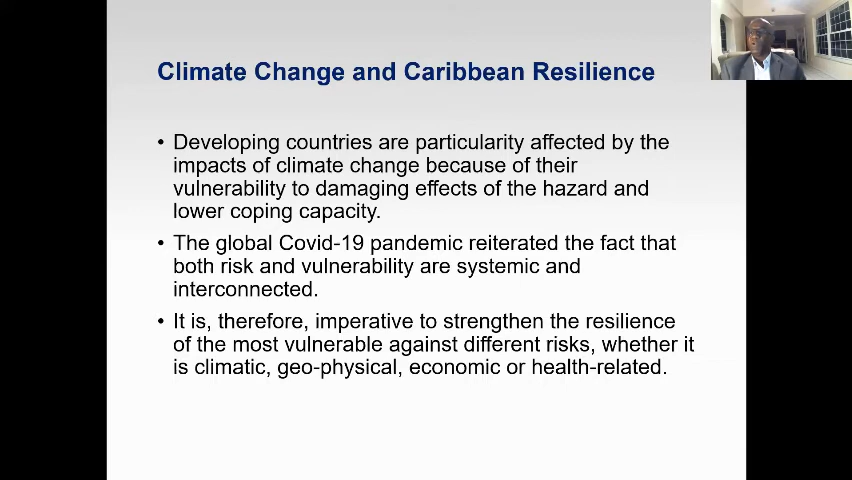 Climate Change and Caribbean Resilience
• Developing countries are particularity affected by the
impacts of climate change because of their
vulnerability to damaging effects of the hazard and
lower coping capacity.
• The global Covid-19 pandemic reiterated the fact that
both risk and vulnerability are systemic and
interconnected.
• It is, therefore, imperative to strengthen the resilience
of the most vulnerable against different risks, whether it
is climatic, geo-physical, economic or health-related.